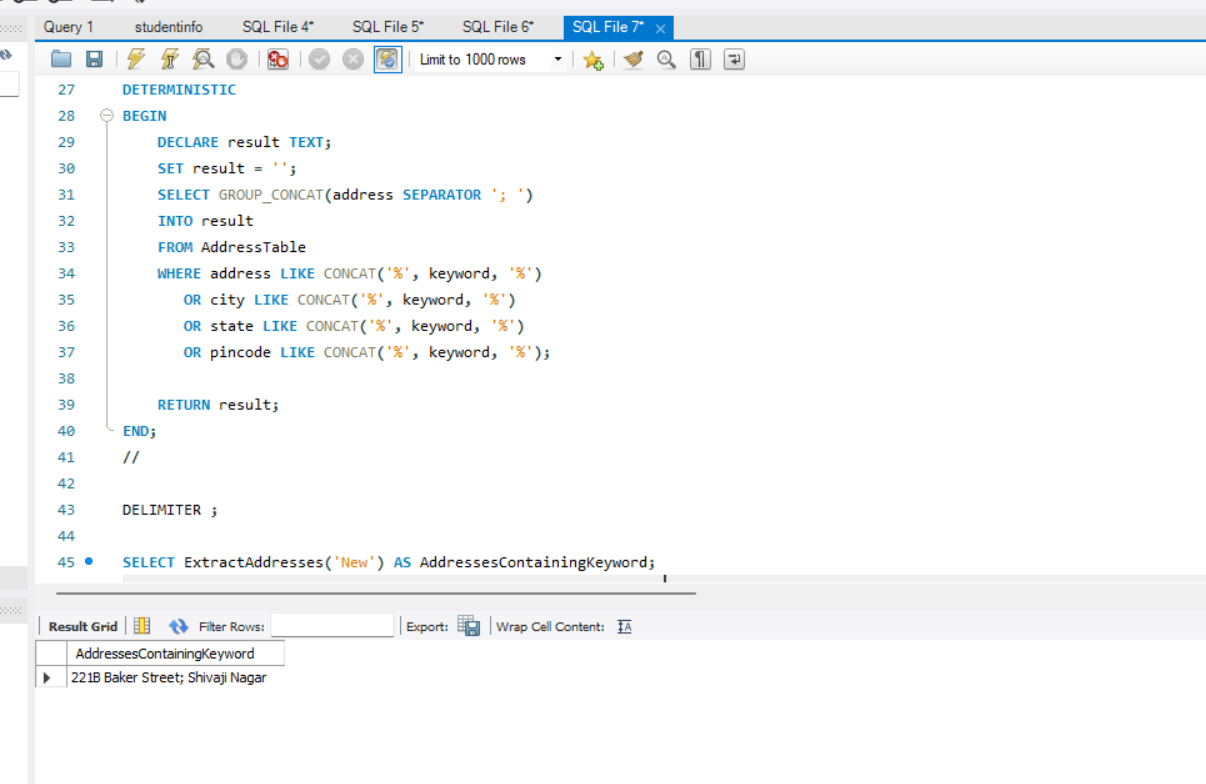 Query 1 studentinfo SQL File 4* SQL File 5* SQL File 6* SQL File 7* ×
Limit to 1000 rows
27 DETERMINISTIC
28 BEGIN
29 DECLARE result TEXT;
30 SET result = '';
31 SELECT GROUP_CONCAT(address SEPARATOR '; ')
32 INTO result
33 FROM AddressTable
34 WHERE address LIKE CONCAT('%', keyword, '%')
35 OR city LIKE CONCAT('%', keyword, '%')
36 OR state LIKE CONCAT('%', keyword, '%')
37 OR pincode LIKE CONCAT('%', keyword, '%');
38
39 RETURN result;
40 END;
41 //
42
43 DELIMITER ;
44
45 SELECT ExtractAddresses('New') AS AddressesContainingKeyword;
Result Grid Filter Rows: Export: Wrap Cell Content: IA
AddressesContainingKeyword
221B Baker Street; Shivaji Nagar